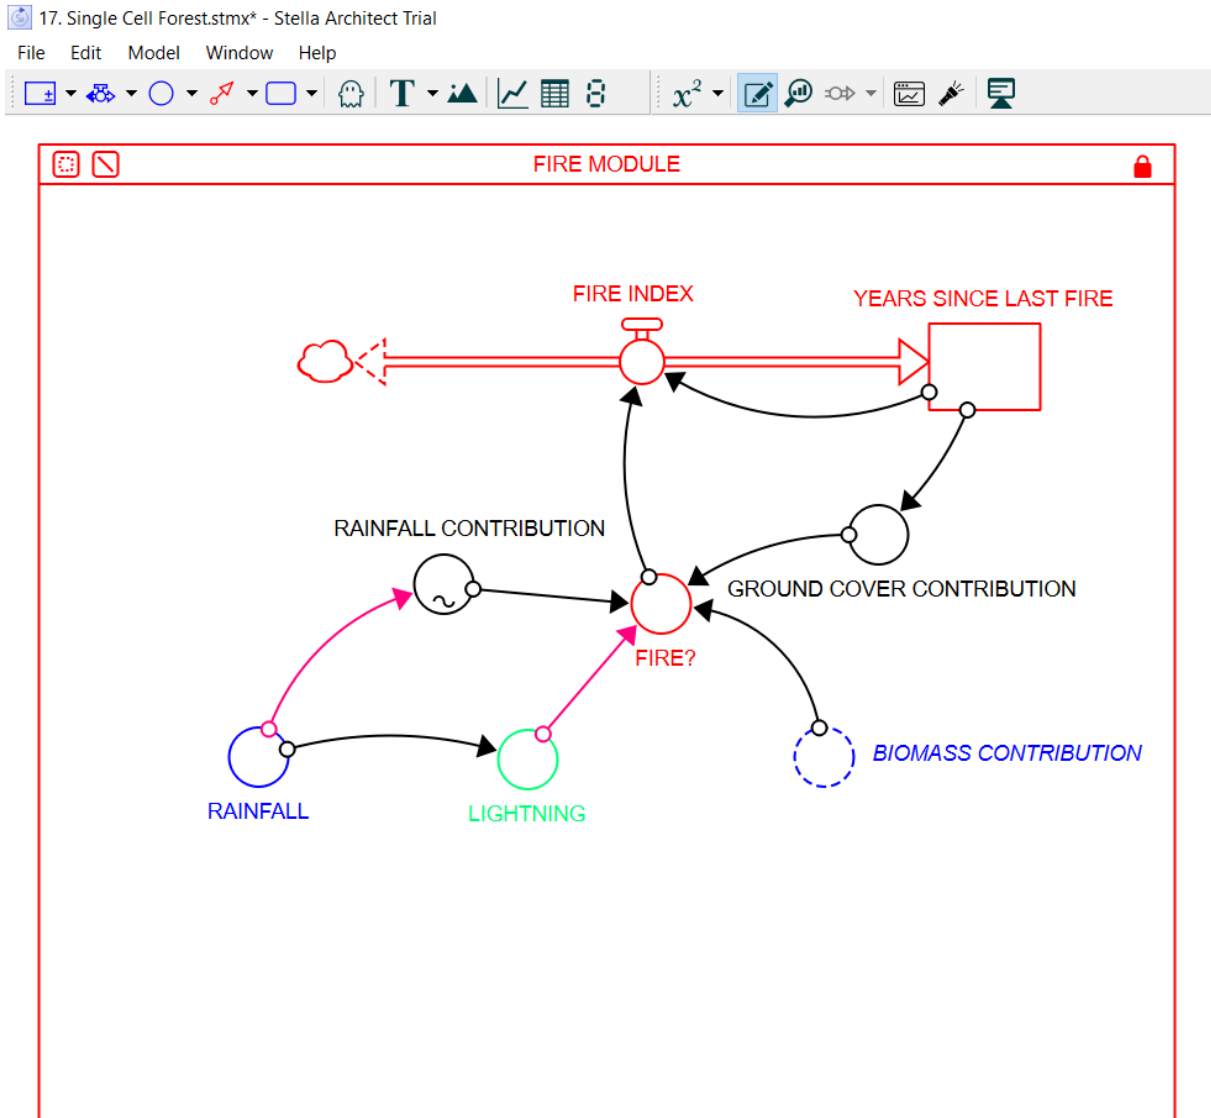 17. Single Cell Forest.stmx* - Stella Architect Trial
File Edit Model Window Help
FIRE MODULE
FIRE INDEX
YEARS SINCE LAST FIRE
RAINFALL CONTRIBUTION
GROUND COVER CONTRIBUTION
FIRE?
BIOMASS CONTRIBUTION
RAINFALL
LIGHTNING